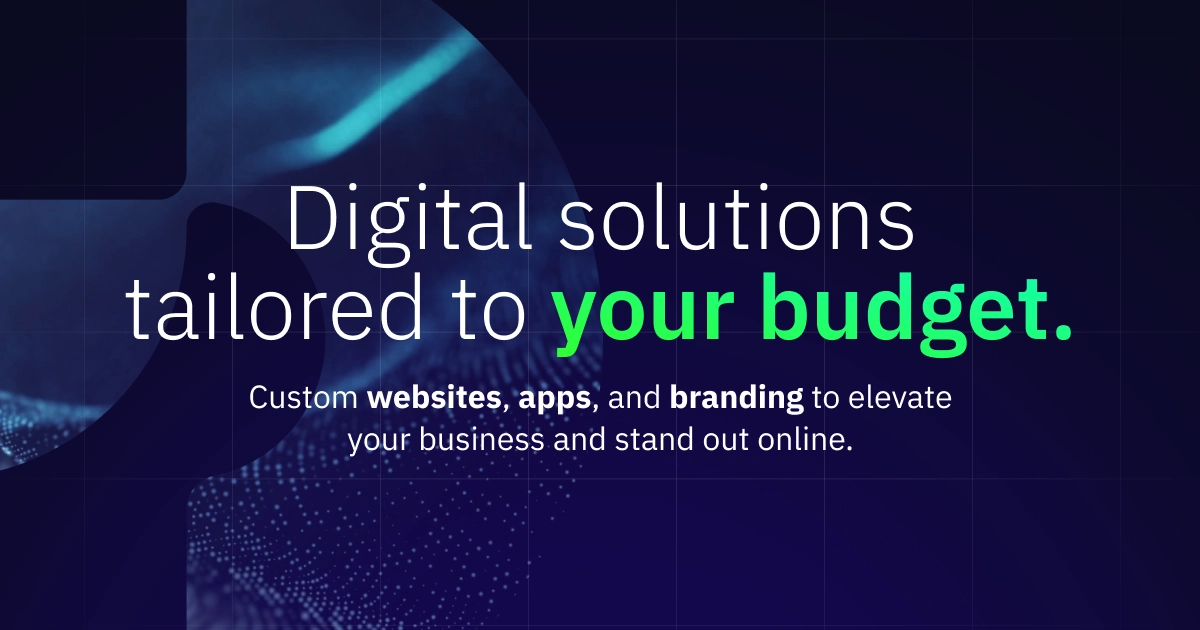 Digital solutions
tailored to your budget.
Custom websites, apps, and branding to elevate
your business and stand out online.